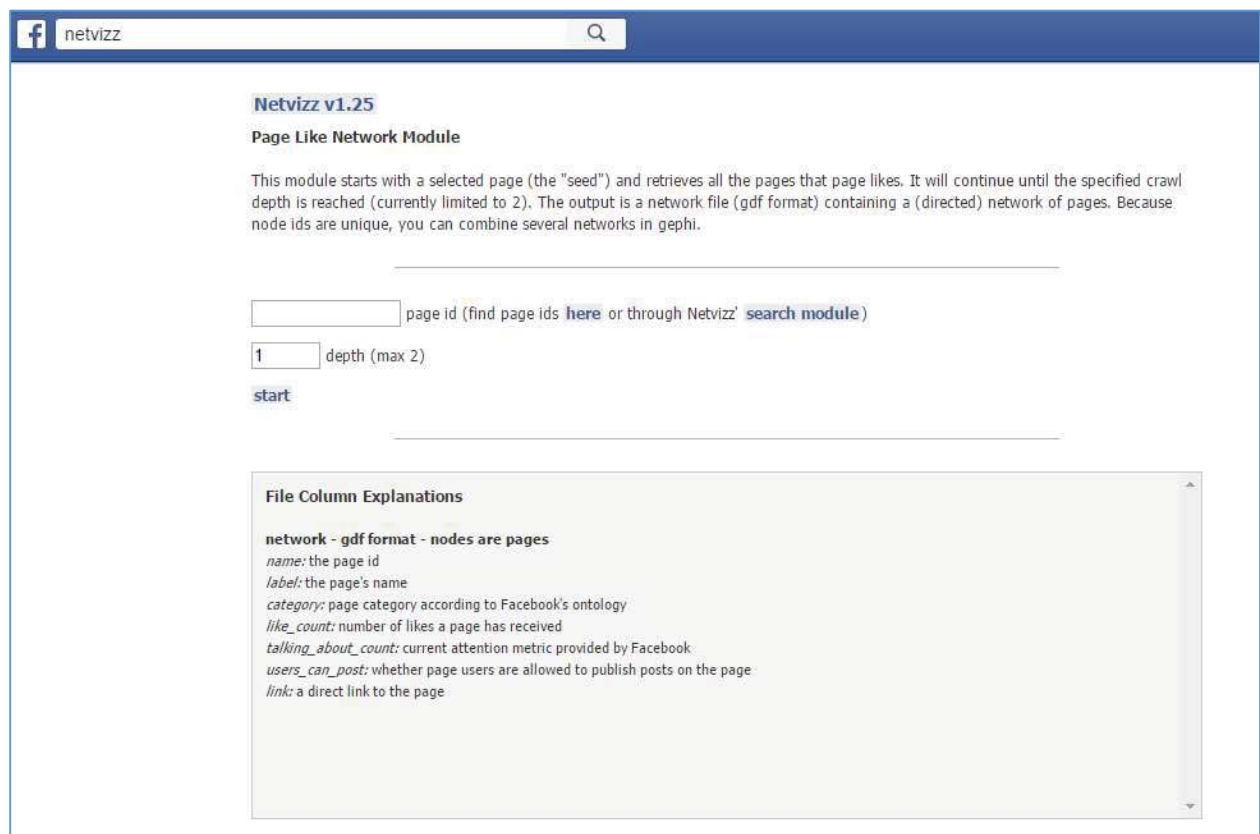 netvizz
Netvizz v1.25
Page Like Network Module
This module starts with a selected page (the "seed") and retrieves all the pages that page likes. It will continue until the specified crawl
depth is reached (currently limited to 2). The output is a network file (gdf format) containing a (directed) network of pages. Because
node ids are unique, you can combine several networks in gephi.
page id (find page ids here or through Netvizz' search module)
1 depth (max 2)
start
File Column Explanations
network - gdf format - nodes are pages
name: the page id
label: the page's name
category: page category according to Facebook's ontology
like_count: number of likes a page has received
talking_about_count: current attention metric provided by Facebook
users_can_post: whether page users are allowed to publish posts on the page
link: a direct link to the page